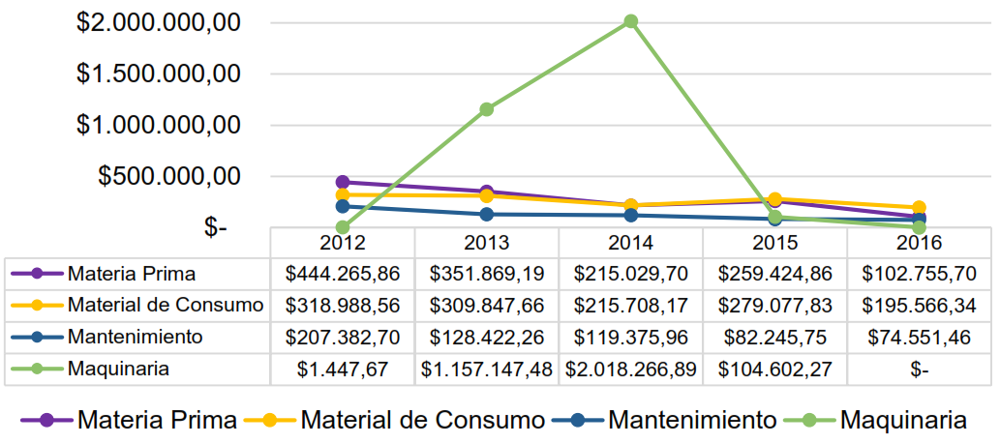 $2.000.000,00
$1.500.000,00
$1.000.000,00
$500.000,00
$-
2012 2013 2014 2015 2016
Materia Prima $444.265,86 $351.869,19 $215.029,70 $259.424,86 $102.755,70
Material de Consumo $318.988,56 $309.847,66 $215.708,17 $279.077,83 $195.566,34
Mantenimiento $207.382,70 $128.422,26 $119.375,96 $82.245,75 $74.551,46
Maquinaria $1.447,67 $1.157.147,48 $2.018.266,89 $104.602,27 $-
Materia Prima Material de Consumo Mantenimiento Maquinaria